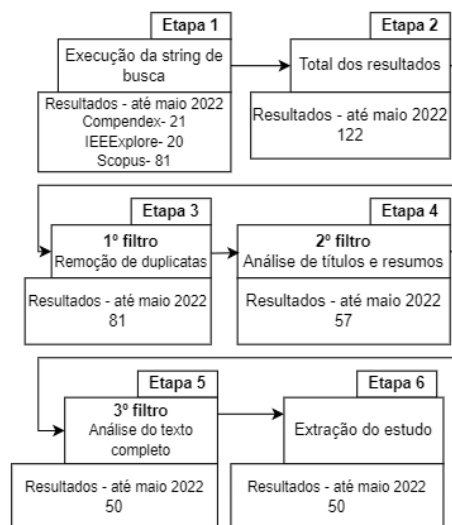 Etapa 1
Execução da string de
busca
Resultados - até maio 2022
Compendex- 21
IEEExplore- 20
Scopus- 81
Etapa 2
Total dos resultados
Resultados - até maio 2022
122
Etapa 3
1º filtro
Remoção de duplicatas
Resultados - até maio 2022
81
Etapa 4
2º filtro
Análise de títulos e resumos
Resultados - até maio 2022
57
Etapa 5
3º filtro
Análise do texto
completo
Resultados - até maio 2022
50
Etapa 6
Extração do estudo
Resultados - até maio 2022
50